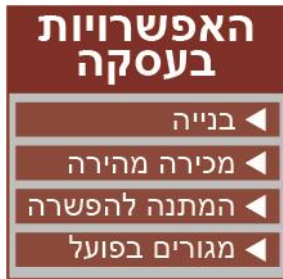 האפשרויות
בעסקה
בנייה
מכירה מהירה
המתנה להפשרה
מגורים בפועל